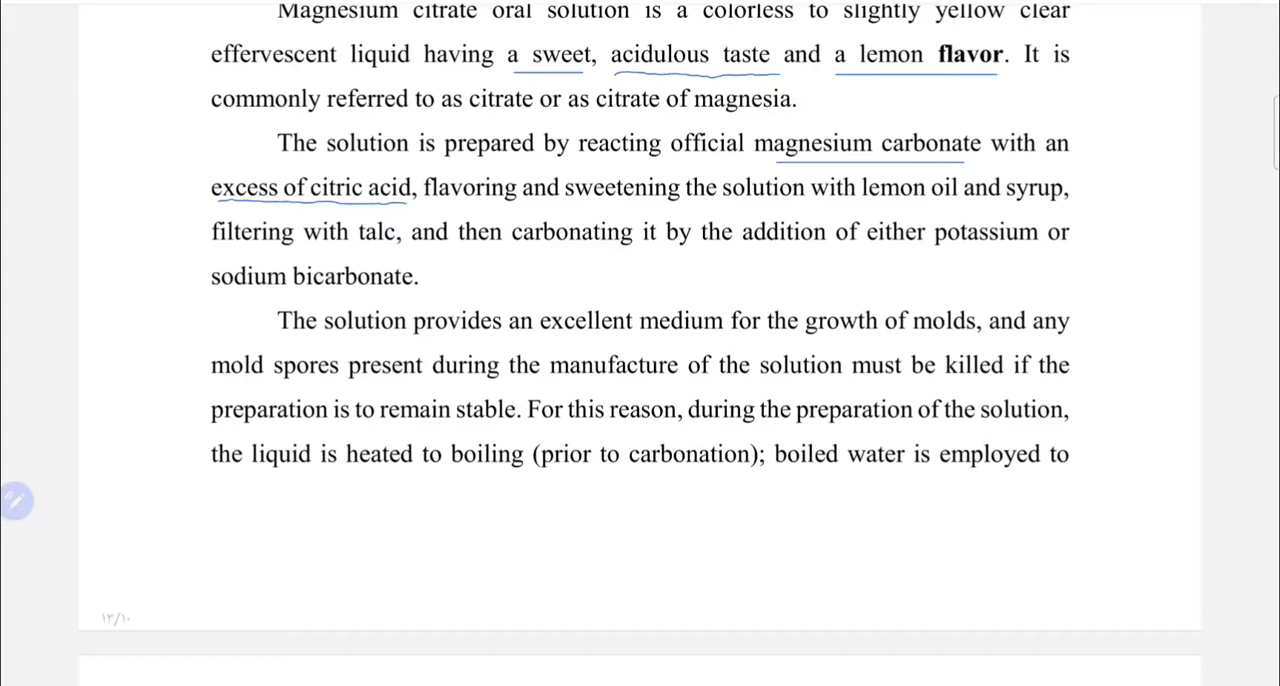 Magnesium citrate oral solution is a colorless to slightly yellow clear
effervescent liquid having a sweet, acidulous taste and a lemon flavor. It is
commonly referred to as citrate or as citrate of magnesia.
The solution is prepared by reacting official magnesium carbonate with an
excess of citric acid, flavoring and sweetening the solution with lemon oil and syrup,
filtering with talc, and then carbonating it by the addition of either potassium or
sodium bicarbonate.
The solution provides an excellent medium for the growth of molds, and any
mold spores present during the manufacture of the solution must be killed if the
preparation is to remain stable. For this reason, during the preparation of the solution,
the liquid is heated to boiling (prior to carbonation); boiled water is employed to
١٢/١٠